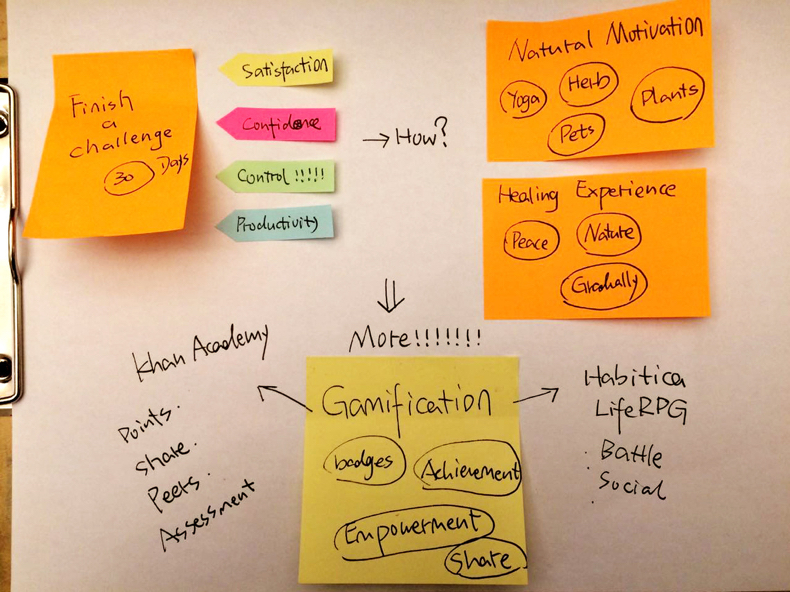 Finish
a
challenge
30 Days
Satisfaction
Confidence
Control !!!!!
Productivity
→ How?
Natural Motivation
Yoga
Herb
Plants
Pets
Healing Experience
Peace
Nature
Gradually
More!!!!!!!
Gamification
badges
Achievement
Empowerment
Share
Khan Academy
Points.
Share.
Peers.
Assessment
Habitica
LifeRPG
. Battle
. Social